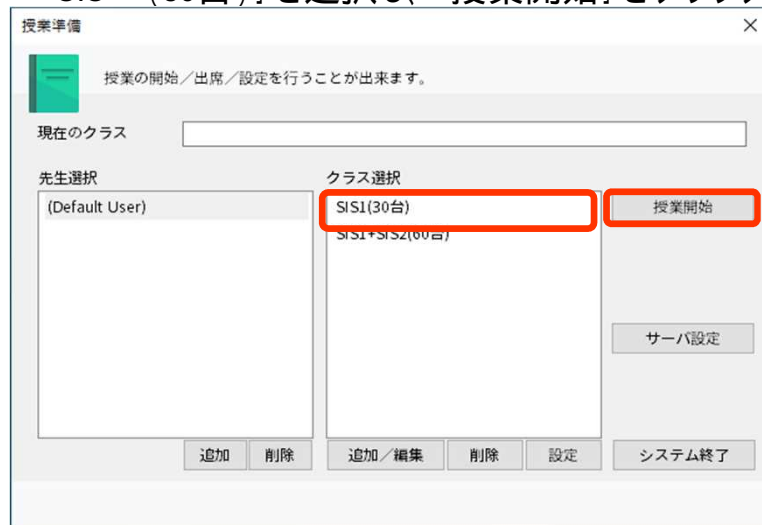 授業準備
授業の開始／出席／設定を行うことが出来ます。
現在のクラス
先生選択
クラス選択
(Default User)
SIS1(30台)
授業開始
SIS1+SIS2(60台)
サーバ設定
追加 削除 追加／編集 削除 設定 システム終了